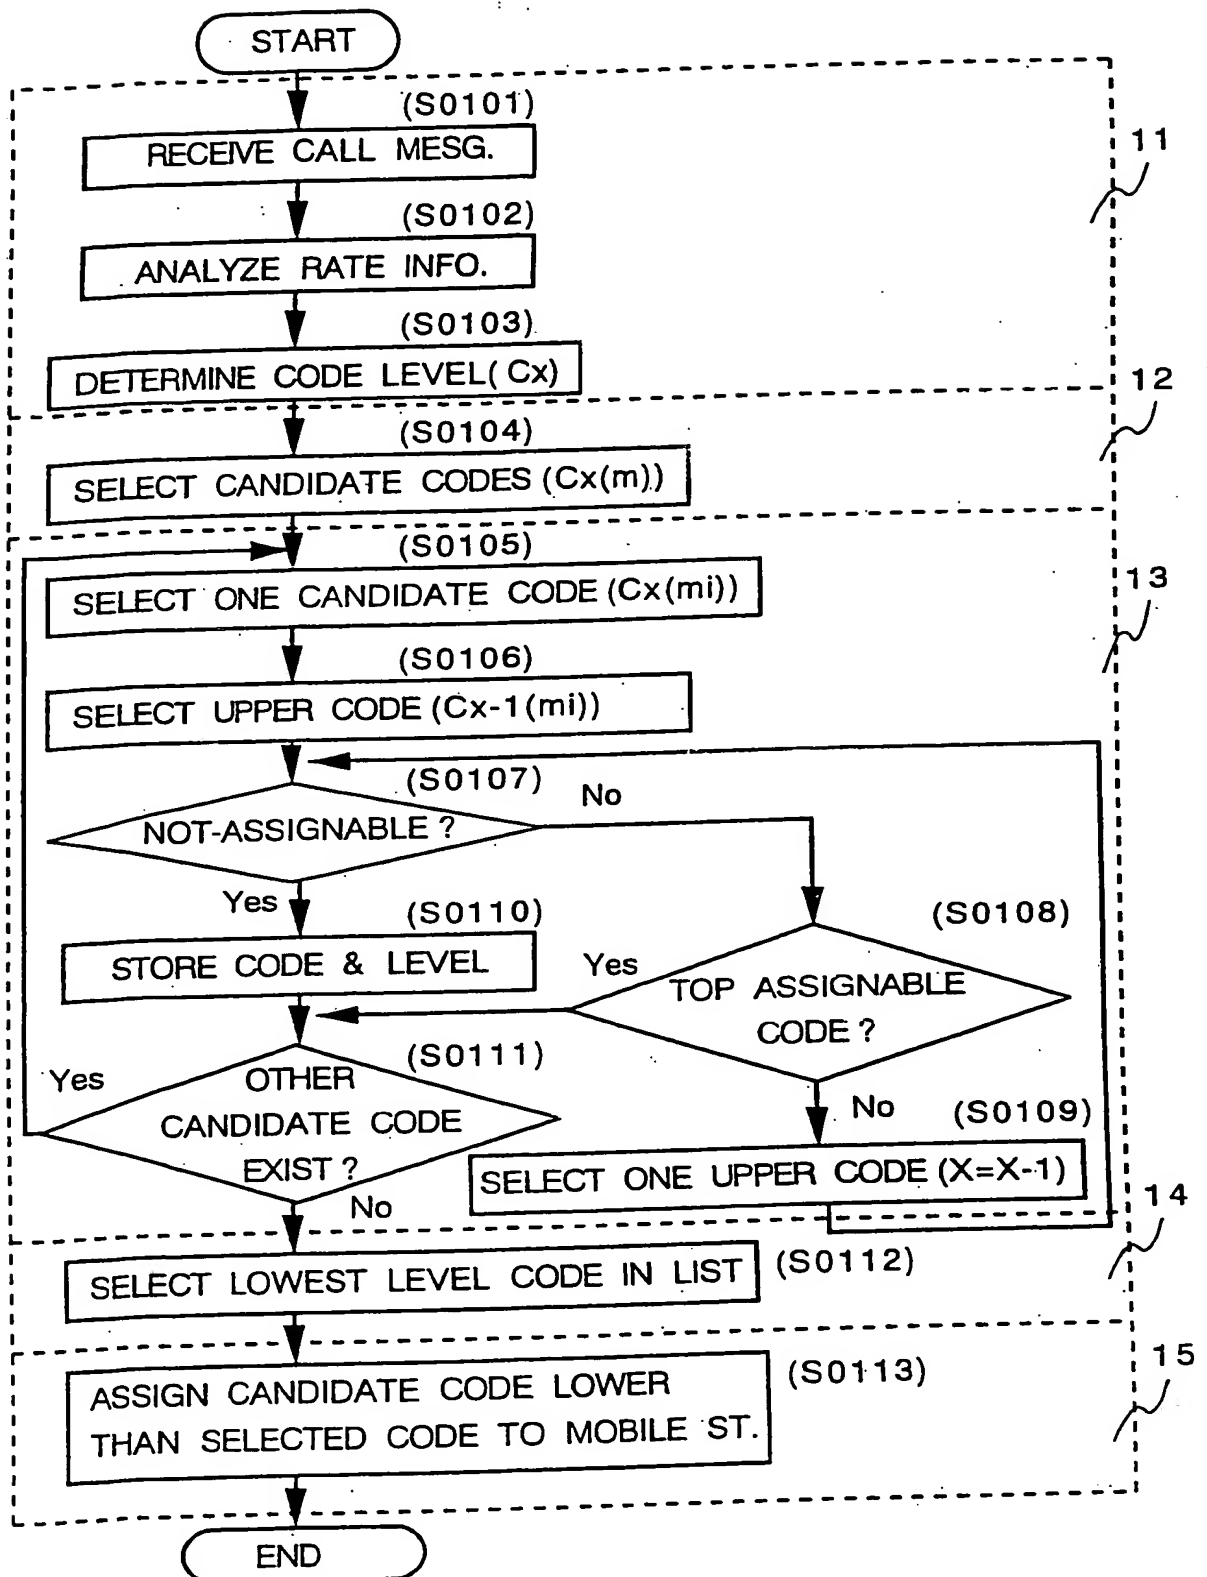 START
(S0101)
RECEIVE CALL MESG.
11
(S0102)
ANALYZE RATE INFO.
(S0103)
DETERMINE CODE LEVEL(Cx)
12
(S0104)
SELECT CANDIDATE CODES (Cx(m))
(S0105)
SELECT ONE CANDIDATE CODE (Cx(mi))
13
(S0106)
SELECT UPPER CODE (Cx-1(mi))
(S0107)
NOT-ASSIGNABLE ?
No
Yes
(S0110)
STORE CODE & LEVEL
(S0108)
Yes
TOP ASSIGNABLE
CODE ?
(S0111)
Yes
OTHER
CANDIDATE CODE
EXIST ?
No
No
(S0109)
SELECT ONE UPPER CODE (X=X-1)
14
SELECT LOWEST LEVEL CODE IN LIST
(S0112)
15
ASSIGN CANDIDATE CODE LOWER
THAN SELECTED CODE TO MOBILE ST.
(S0113)
END